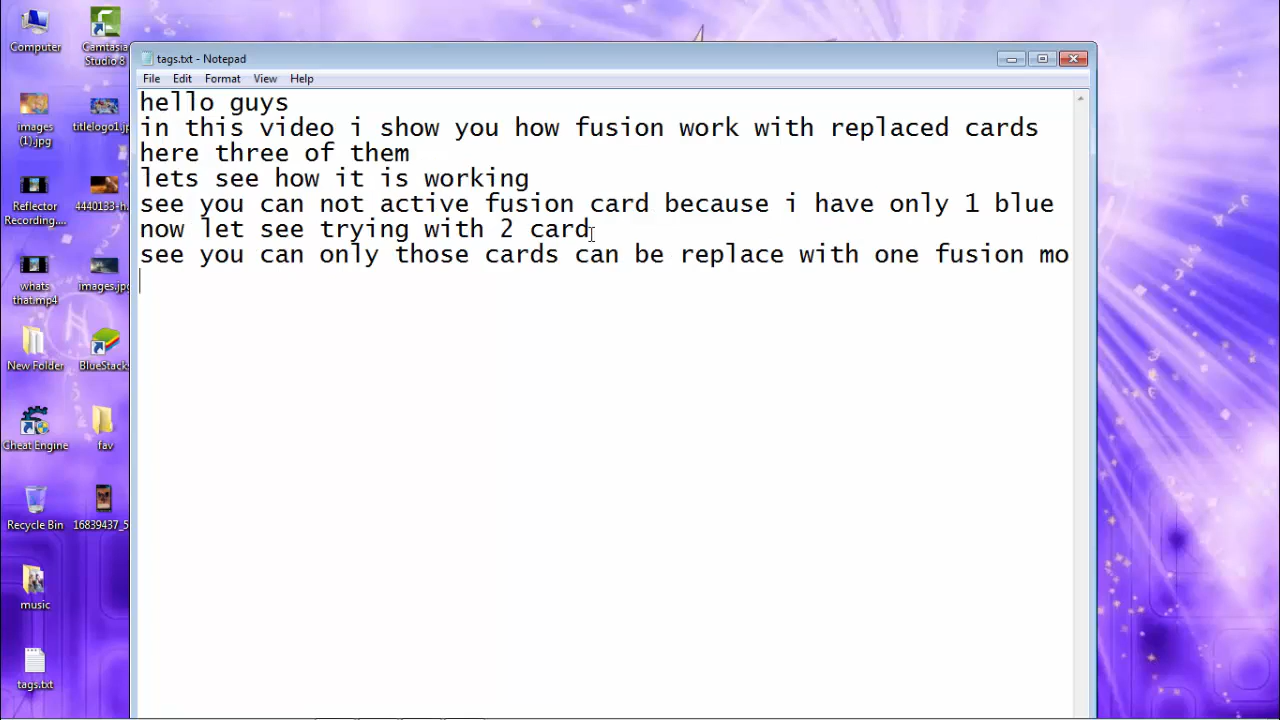 Computer
Camtasia
Studio 8
images
(1).jpg
titlelogo1.jp
Reflector
Recording....
4440133-h.
whats
that.mp4
images.jpg
New Folder
BlueStack
Cheat Engine
fav
Recycle Bin
16839437_5
music
tags.txt
tags.txt - Notepad
File Edit Format View Help
hello guys
in this video i show you how fusion work with replaced cards
here three of them
lets see how it is working
see you can not active fusion card because i have only 1 blue
now let see trying with 2 card
see you can only those cards can be replace with one fusion mo